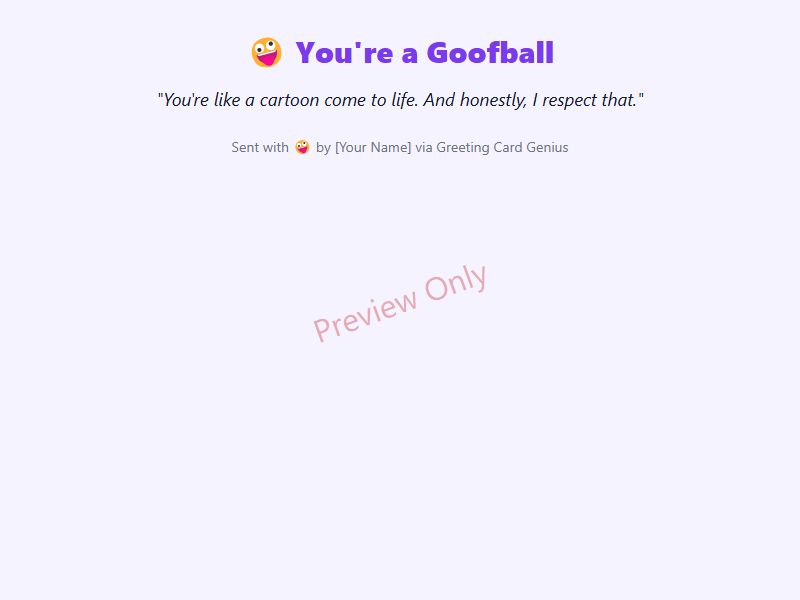 🤪 You're a Goofball
"You're like a cartoon come to life. And honestly, I respect that."
Sent with 🤪 by [Your Name] via Greeting Card Genius
Preview Only